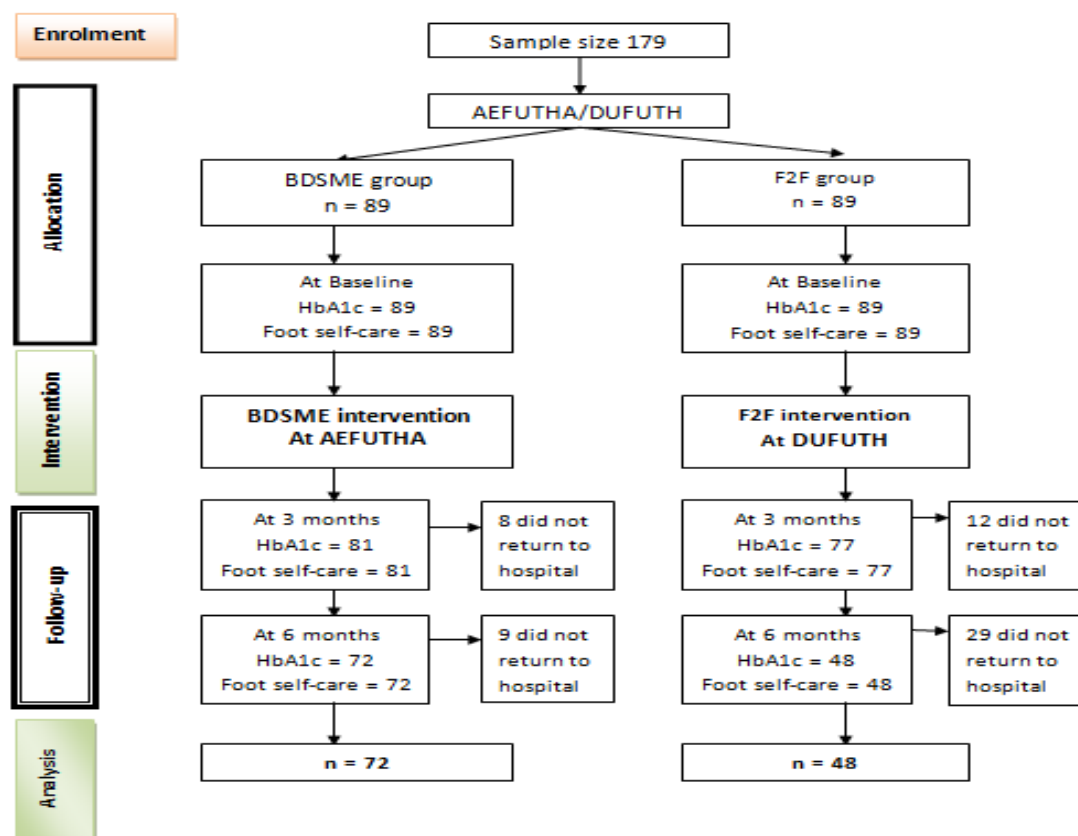 Enrolment
Sample size 179
AEFUTHA/DUFUTH
Allocation
BDSME group
n = 89
F2F group
n = 89
At Baseline
HbA1c = 89
Foot self-care = 89
At Baseline
HbA1c = 89
Foot self-care = 89
Intervention
BDSME intervention
At AEFUTHA
F2F intervention
At DUFUTH
Follow-up
At 3 months
HbA1c = 81
Foot self-care = 81
8 did not
return to
hospital
At 3 months
HbA1c = 77
Foot self-care = 77
12 did not
return to
hospital
At 6 months
HbA1c = 72
Foot self-care = 72
9 did not
return to
hospital
At 6 months
HbA1c = 48
Foot self-care = 48
29 did not
return to
hospital
Analysis
n = 72
n = 48